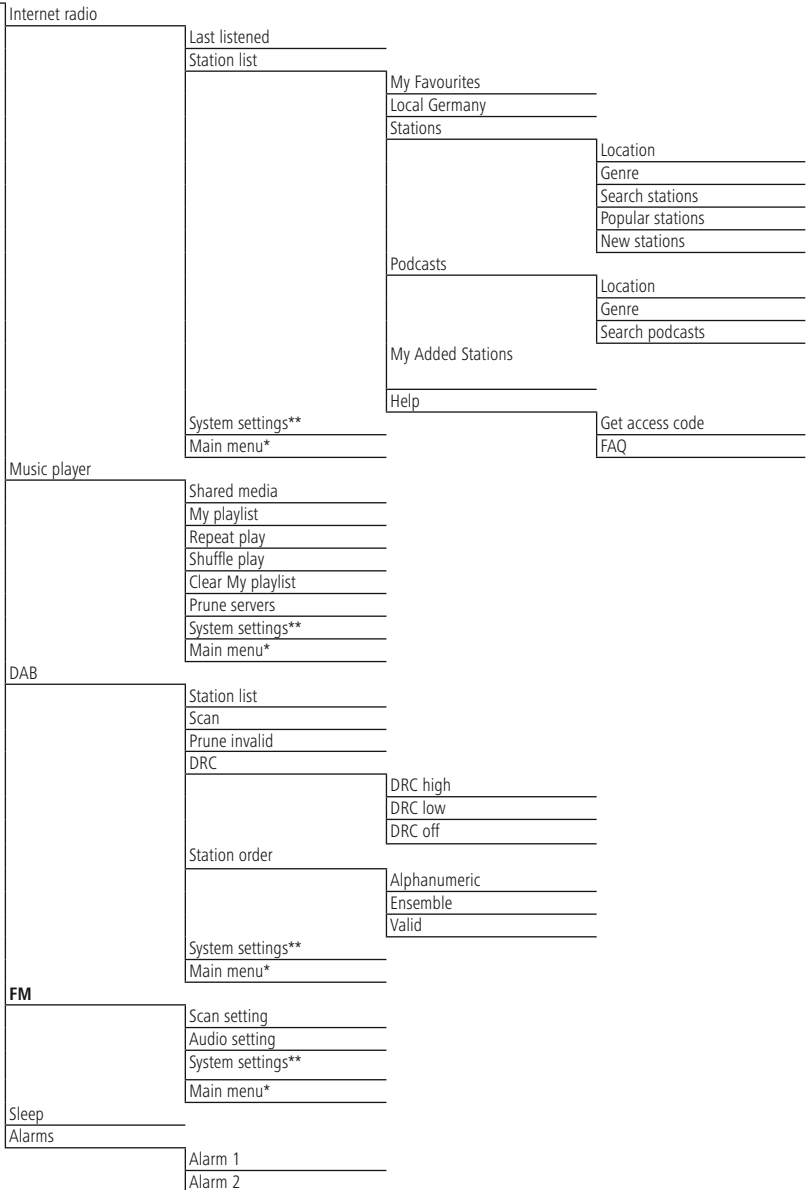 Internet radio
Last listened
Station list
My Favourites
Local Germany
Stations
Location
Genre
Search stations
Popular stations
New stations
Podcasts
Location
Genre
Search podcasts
My Added Stations
Help
System settings** Get access code
Main menu* FAQ
Music player
Shared media
My playlist
Repeat play
Shuffle play
Clear My playlist
Prune servers
System settings**
Main menu*
DAB
Station list
Scan
Prune invalid
DRC
DRC high
DRC low
DRC off
Station order
Alphanumeric
Ensemble
Valid
System settings**
Main menu*
FM
Scan setting
Audio setting
System settings**
Main menu*
Sleep
Alarms
Alarm 1
Alarm 2